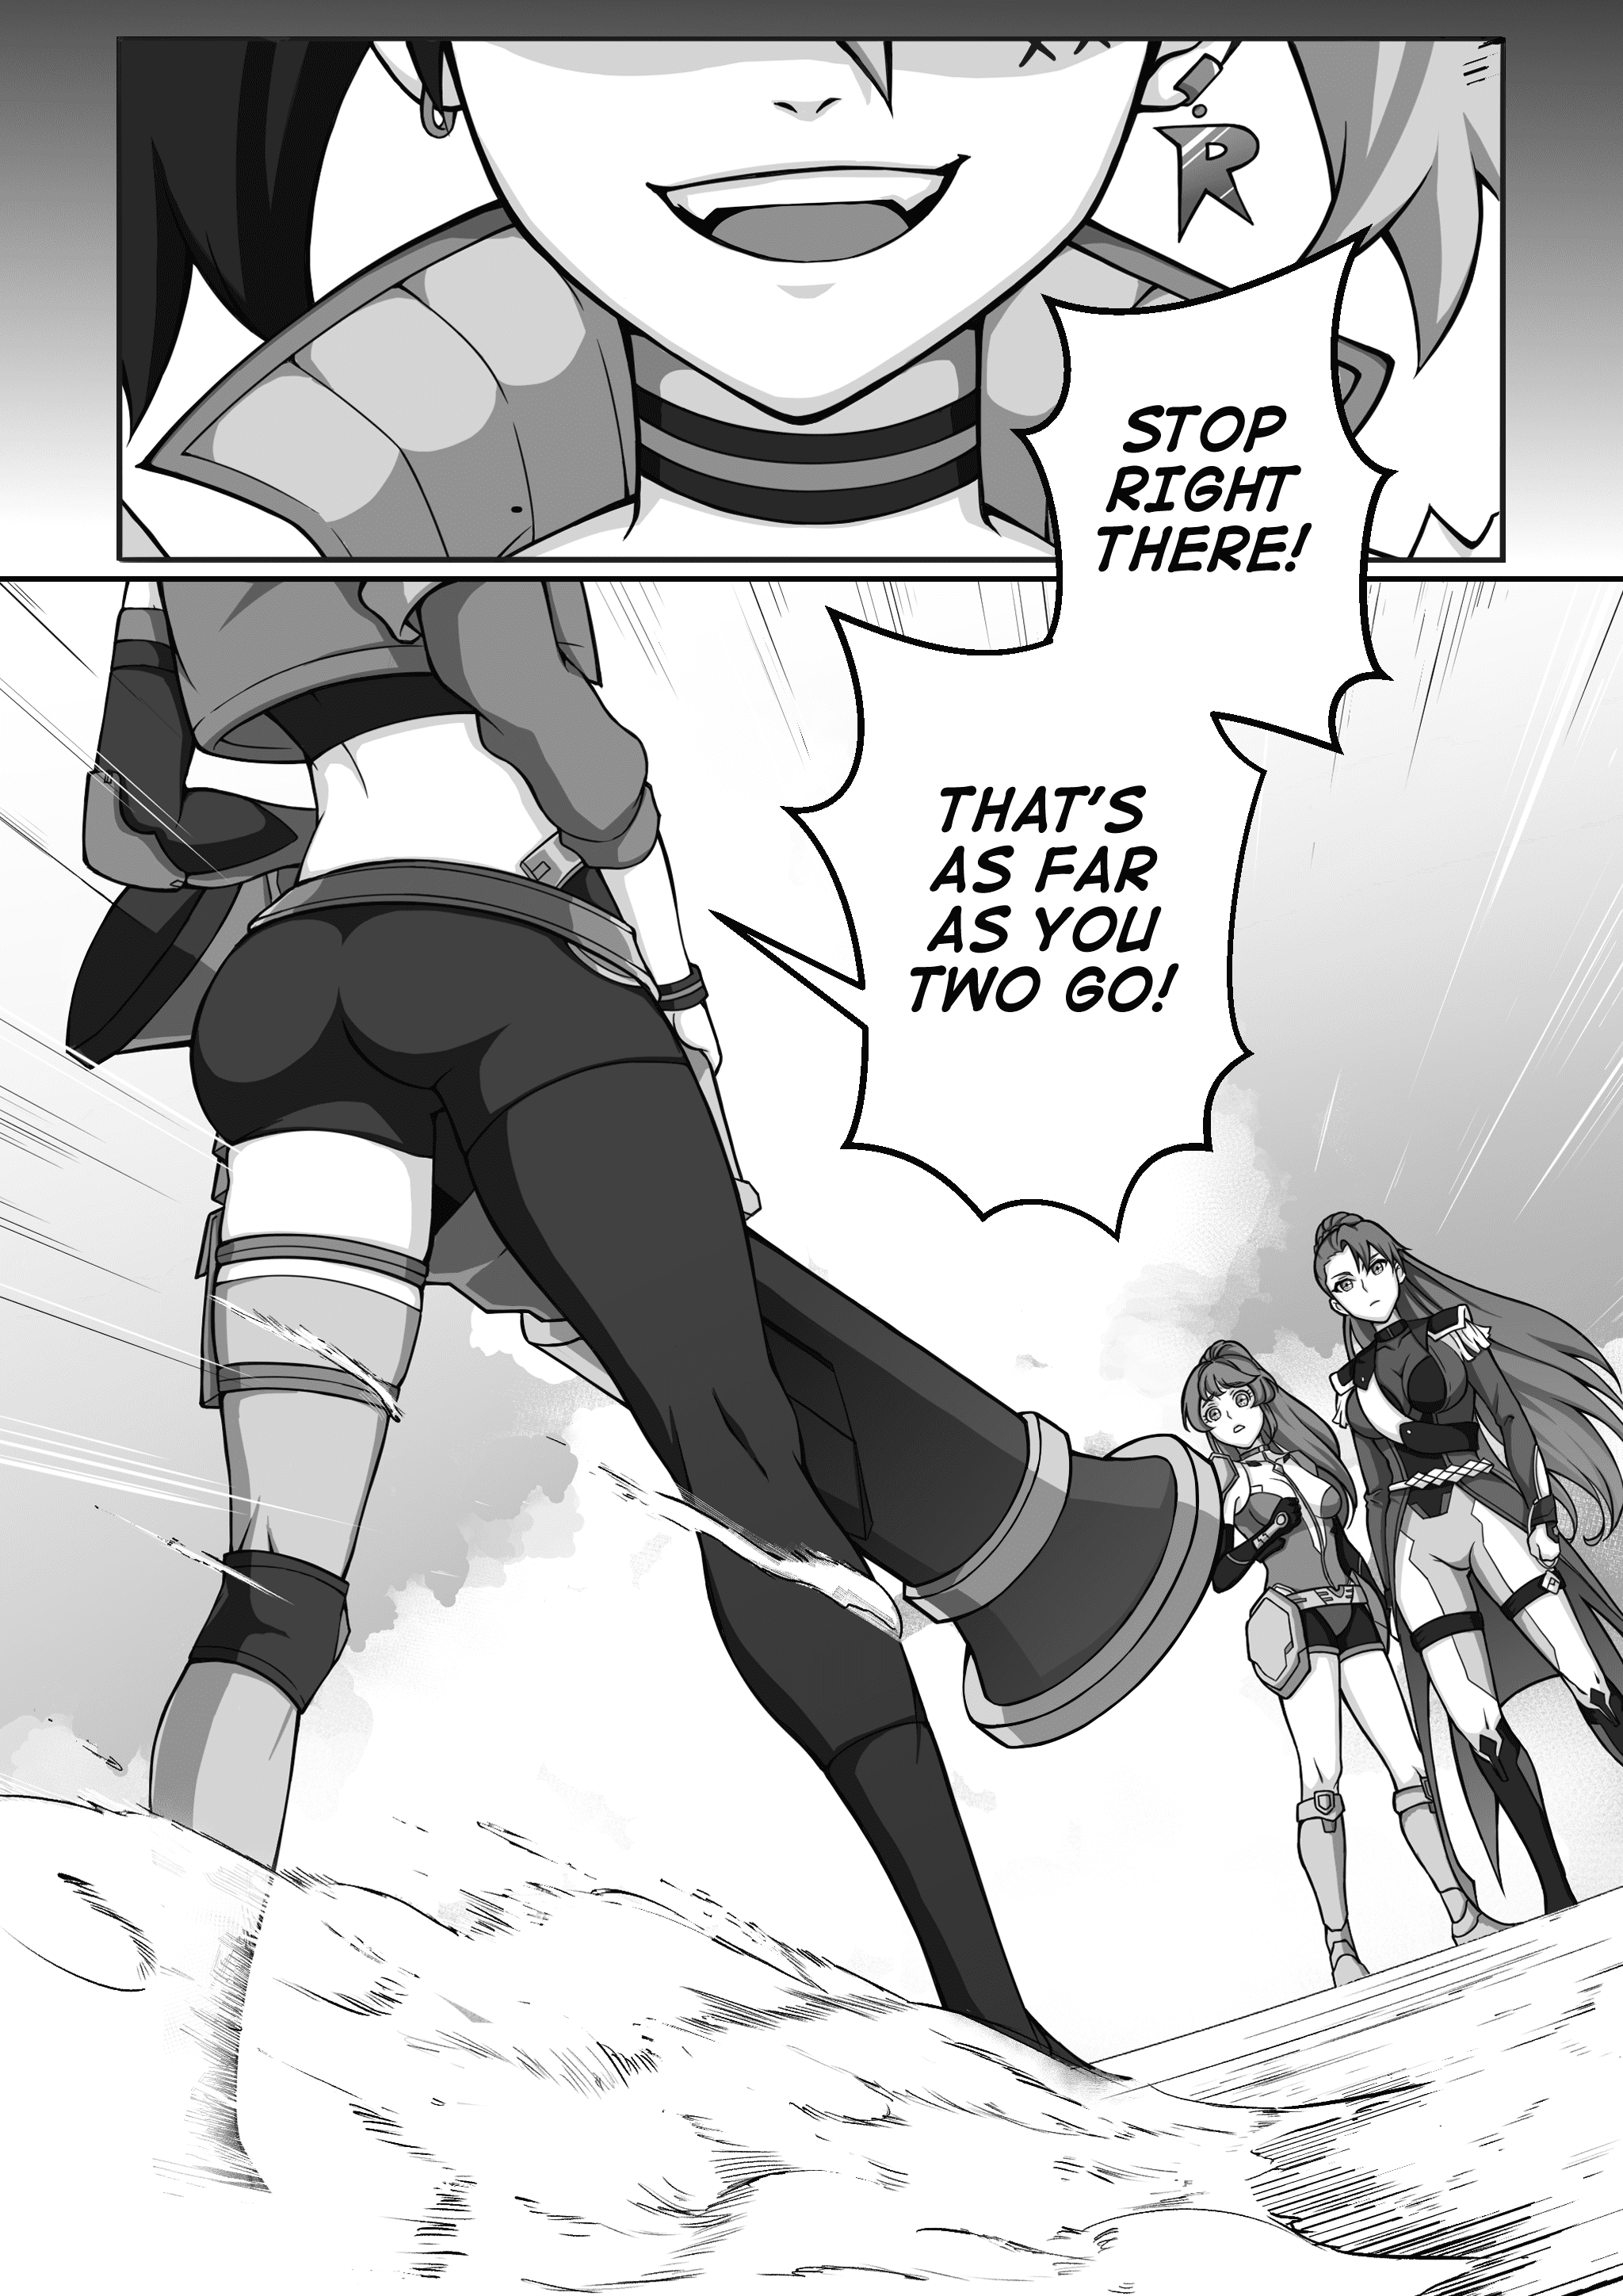 R
STOP
RIGHT
THERE!
THAT'S
AS FAR
AS YOU
TWO GO!